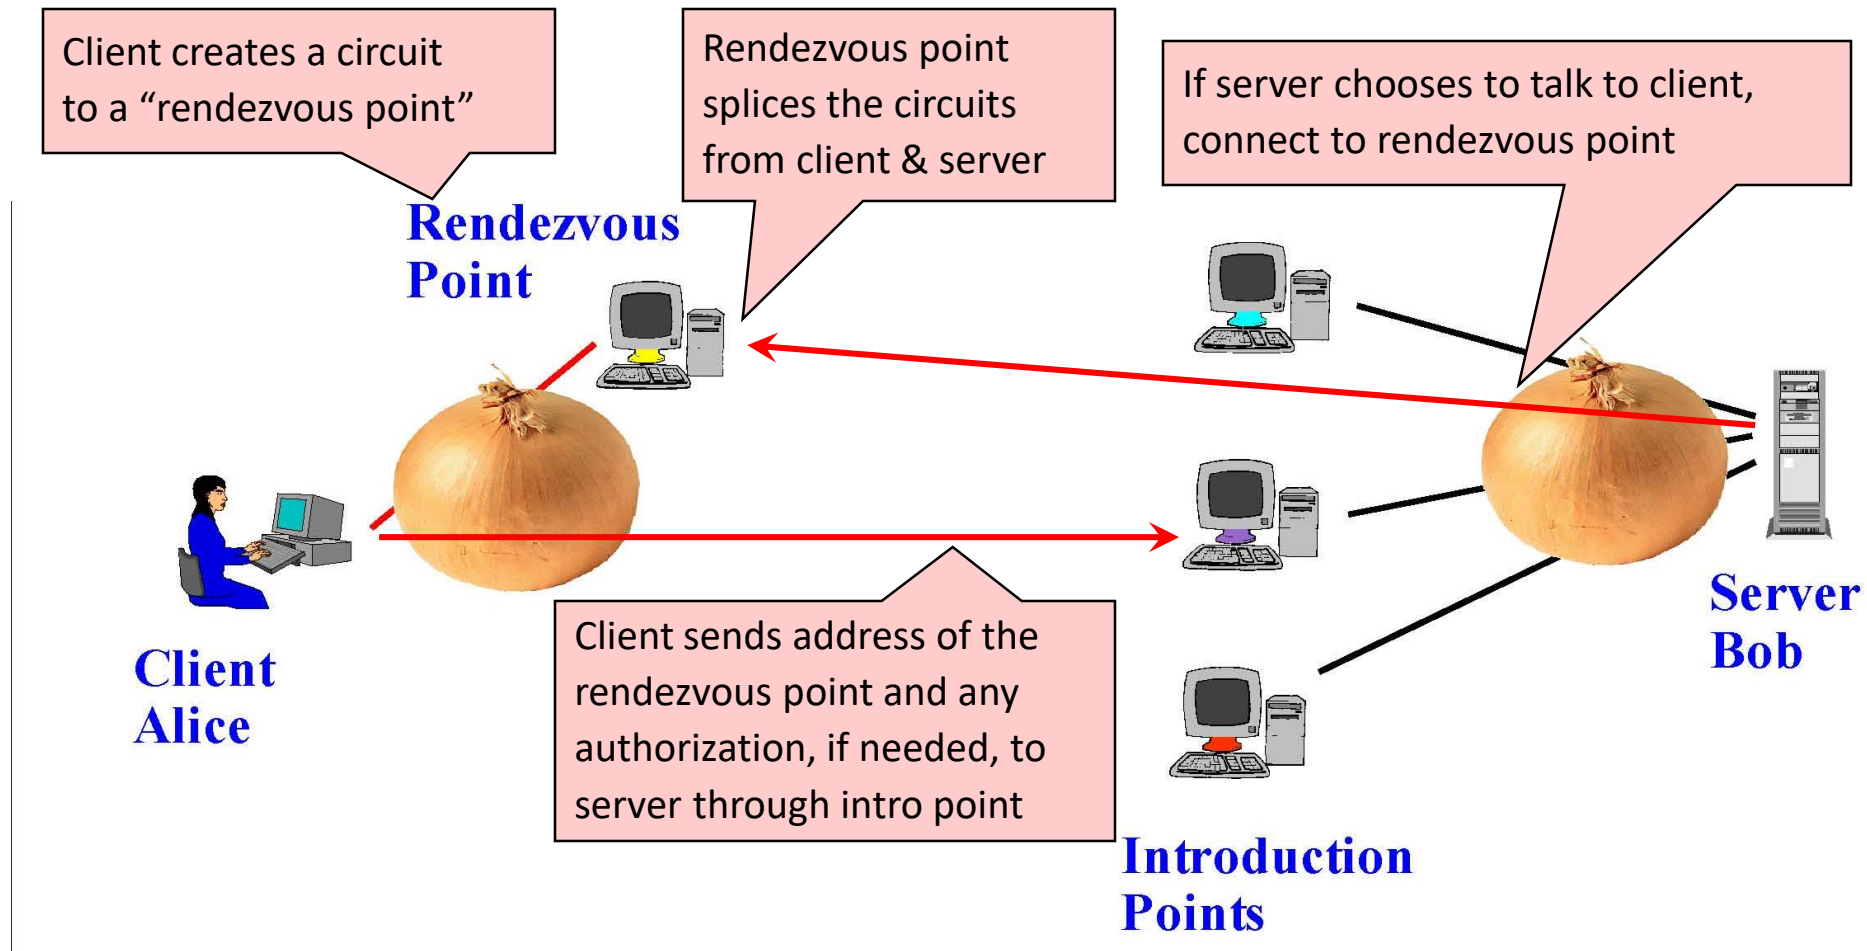 Client creates a circuit
to a “rendezvous point”
Rendezvous point
splices the circuits
from client & server
If server chooses to talk to client,
connect to rendezvous point
Rendezvous
Point
Client sends address of the
rendezvous point and any
authorization, if needed, to
server through intro point
Client
Alice
Server
Bob
Introduction
Points